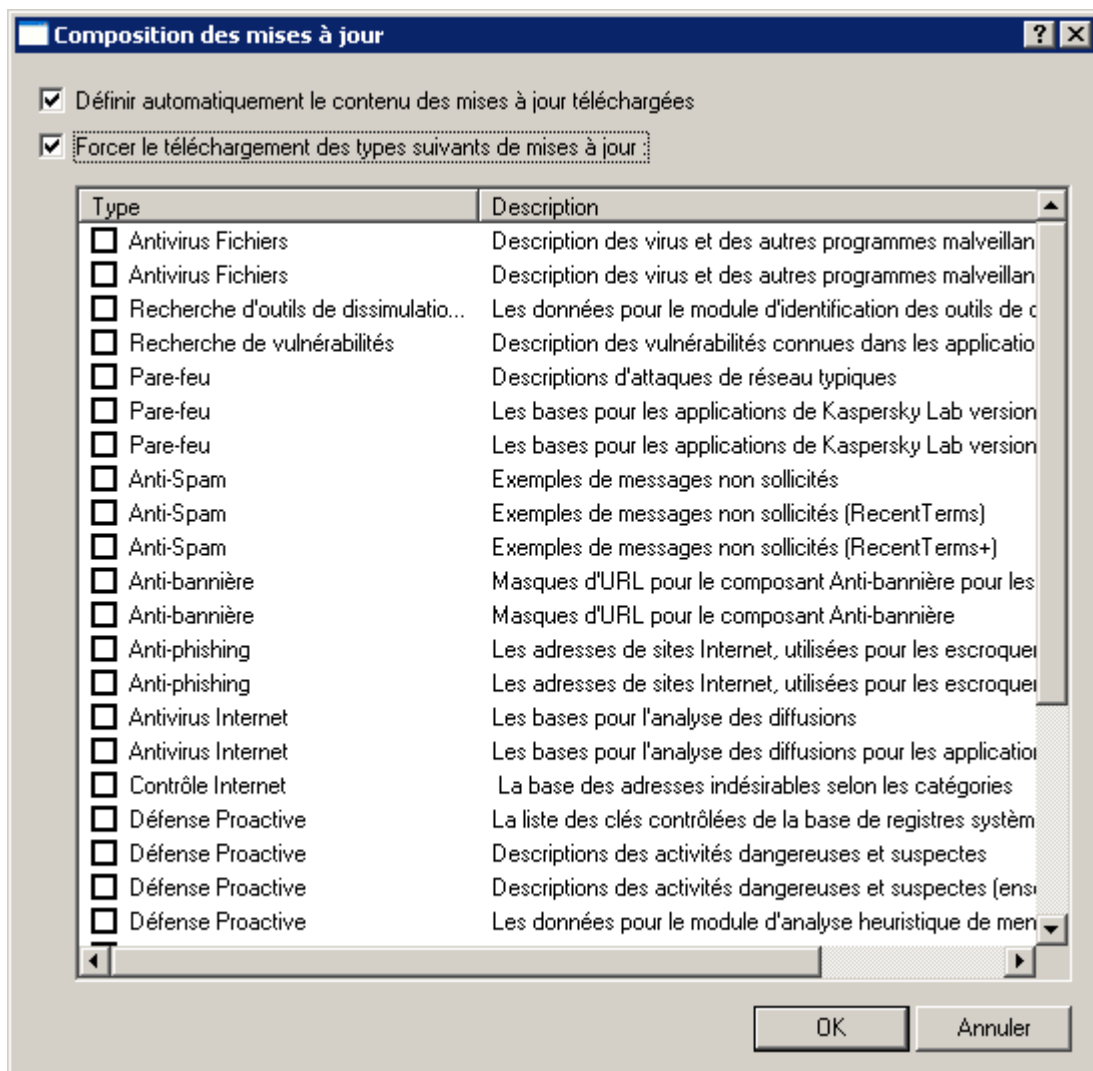 Composition des mises à jour
Définir automatiquement le contenu des mises à jour téléchargées
Forcer le téléchargement des types suivants de mises à jour :
Type Description
Antivirus Fichiers Description des virus et des autres programmes malveillan
Antivirus Fichiers Description des virus et des autres programmes malveillan
Recherche d'outils de dissimulatio... Les données pour le module d'identification des outils de d
Recherche de vulnérabilités Description des vulnérabilités connues dans les applicatio
Pare-feu Descriptions d'attaques de réseau typiques
Pare-feu Les bases pour les applications de Kaspersky Lab version
Pare-feu Les bases pour les applications de Kaspersky Lab version
Anti-Spam Exemples de messages non sollicités
Anti-Spam Exemples de messages non sollicités (RecentTerms)
Anti-Spam Exemples de messages non sollicités (RecentTerms+)
Anti-bannière Masques d'URL pour le composant Anti-bannière pour les
Anti-bannière Masques d'URL pour le composant Anti-bannière
Anti-phishing Les adresses de sites Internet, utilisées pour les escroquer
Anti-phishing Les adresses de sites Internet, utilisées pour les escroquer
Antivirus Internet Les bases pour l'analyse des diffusions
Antivirus Internet Les bases pour l'analyse des diffusions pour les application
Contrôle Internet La base des adresses indésirables selon les catégories
Défense Proactive La liste des clés contrôlées de la base de registres systèm
Défense Proactive Descriptions des activités dangereuses et suspectes
Défense Proactive Descriptions des activités dangereuses et suspectes (ense
Défense Proactive Les données pour le module d'analyse heuristique de men
OK Annuler